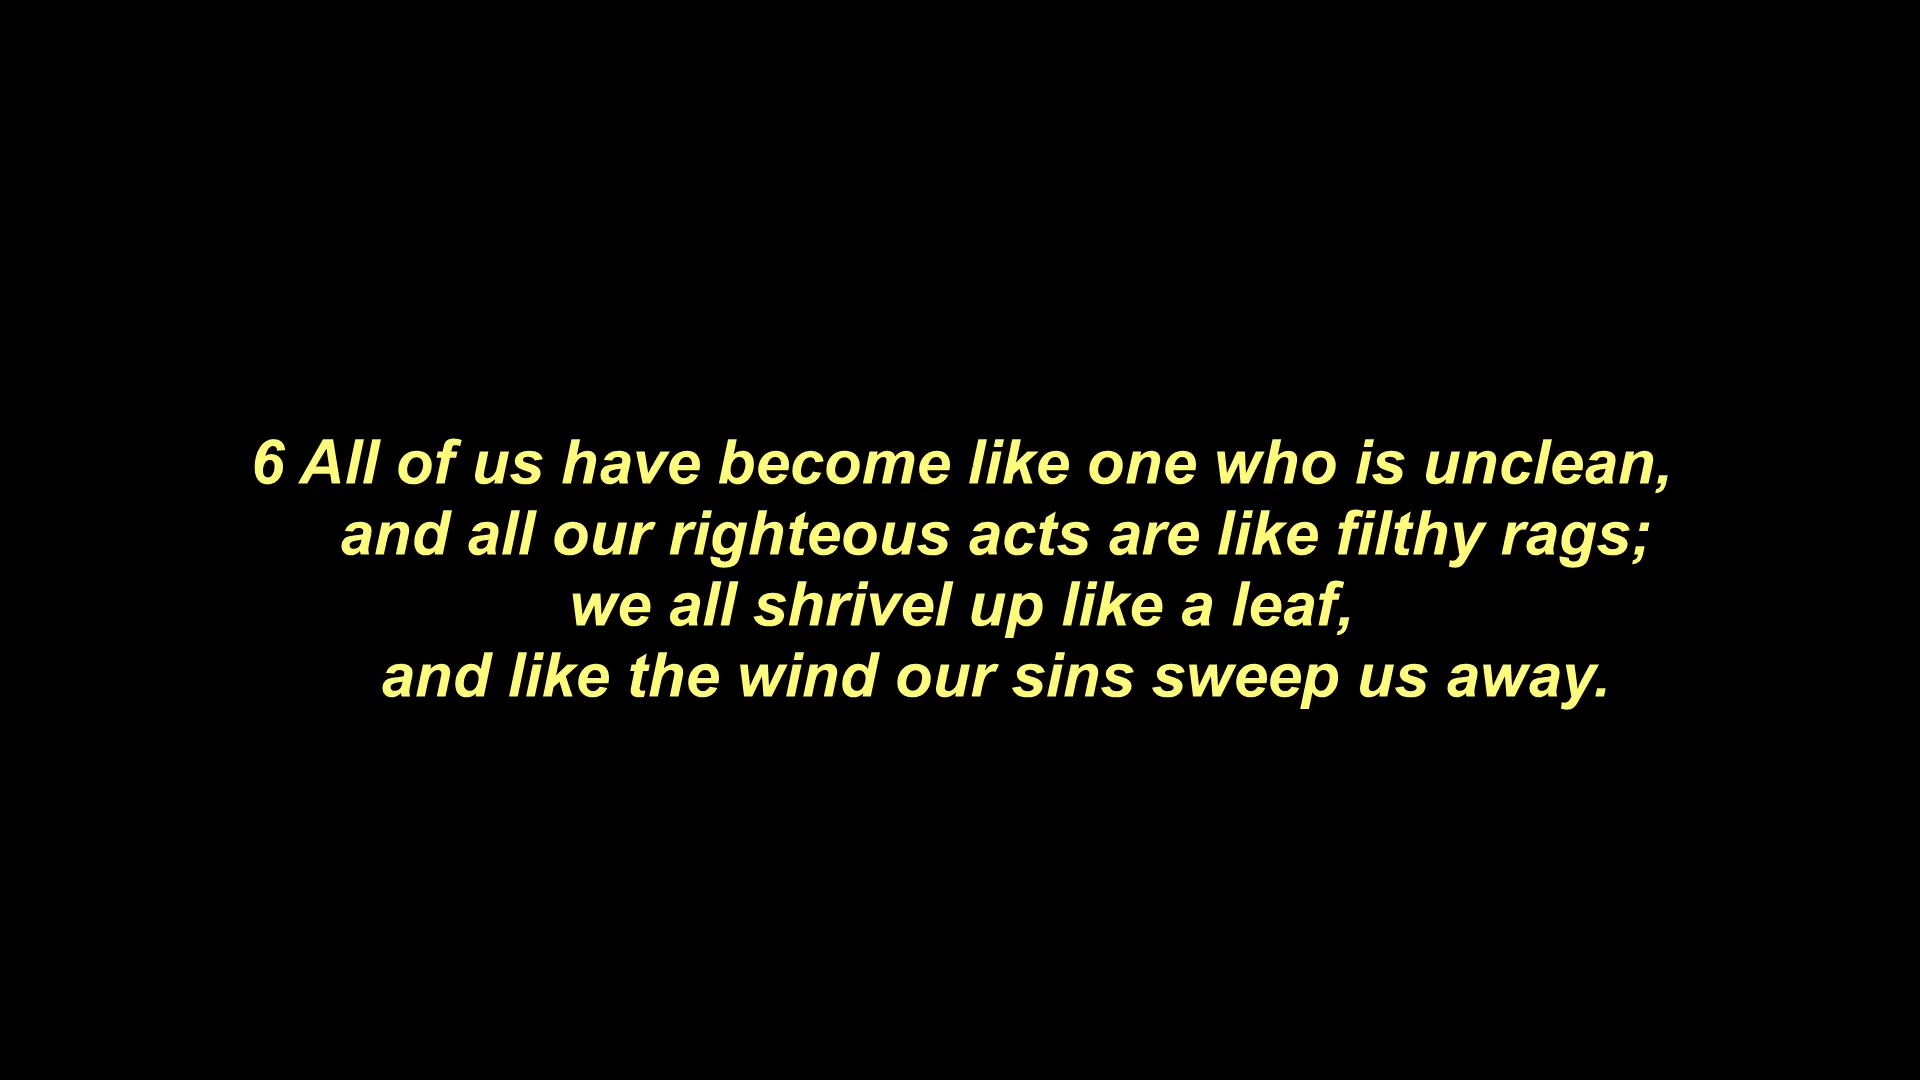 6 All of us have become like one who is unclean,
and all our righteous acts are like filthy rags;
we all shrivel up like a leaf,
and like the wind our sins sweep us away.